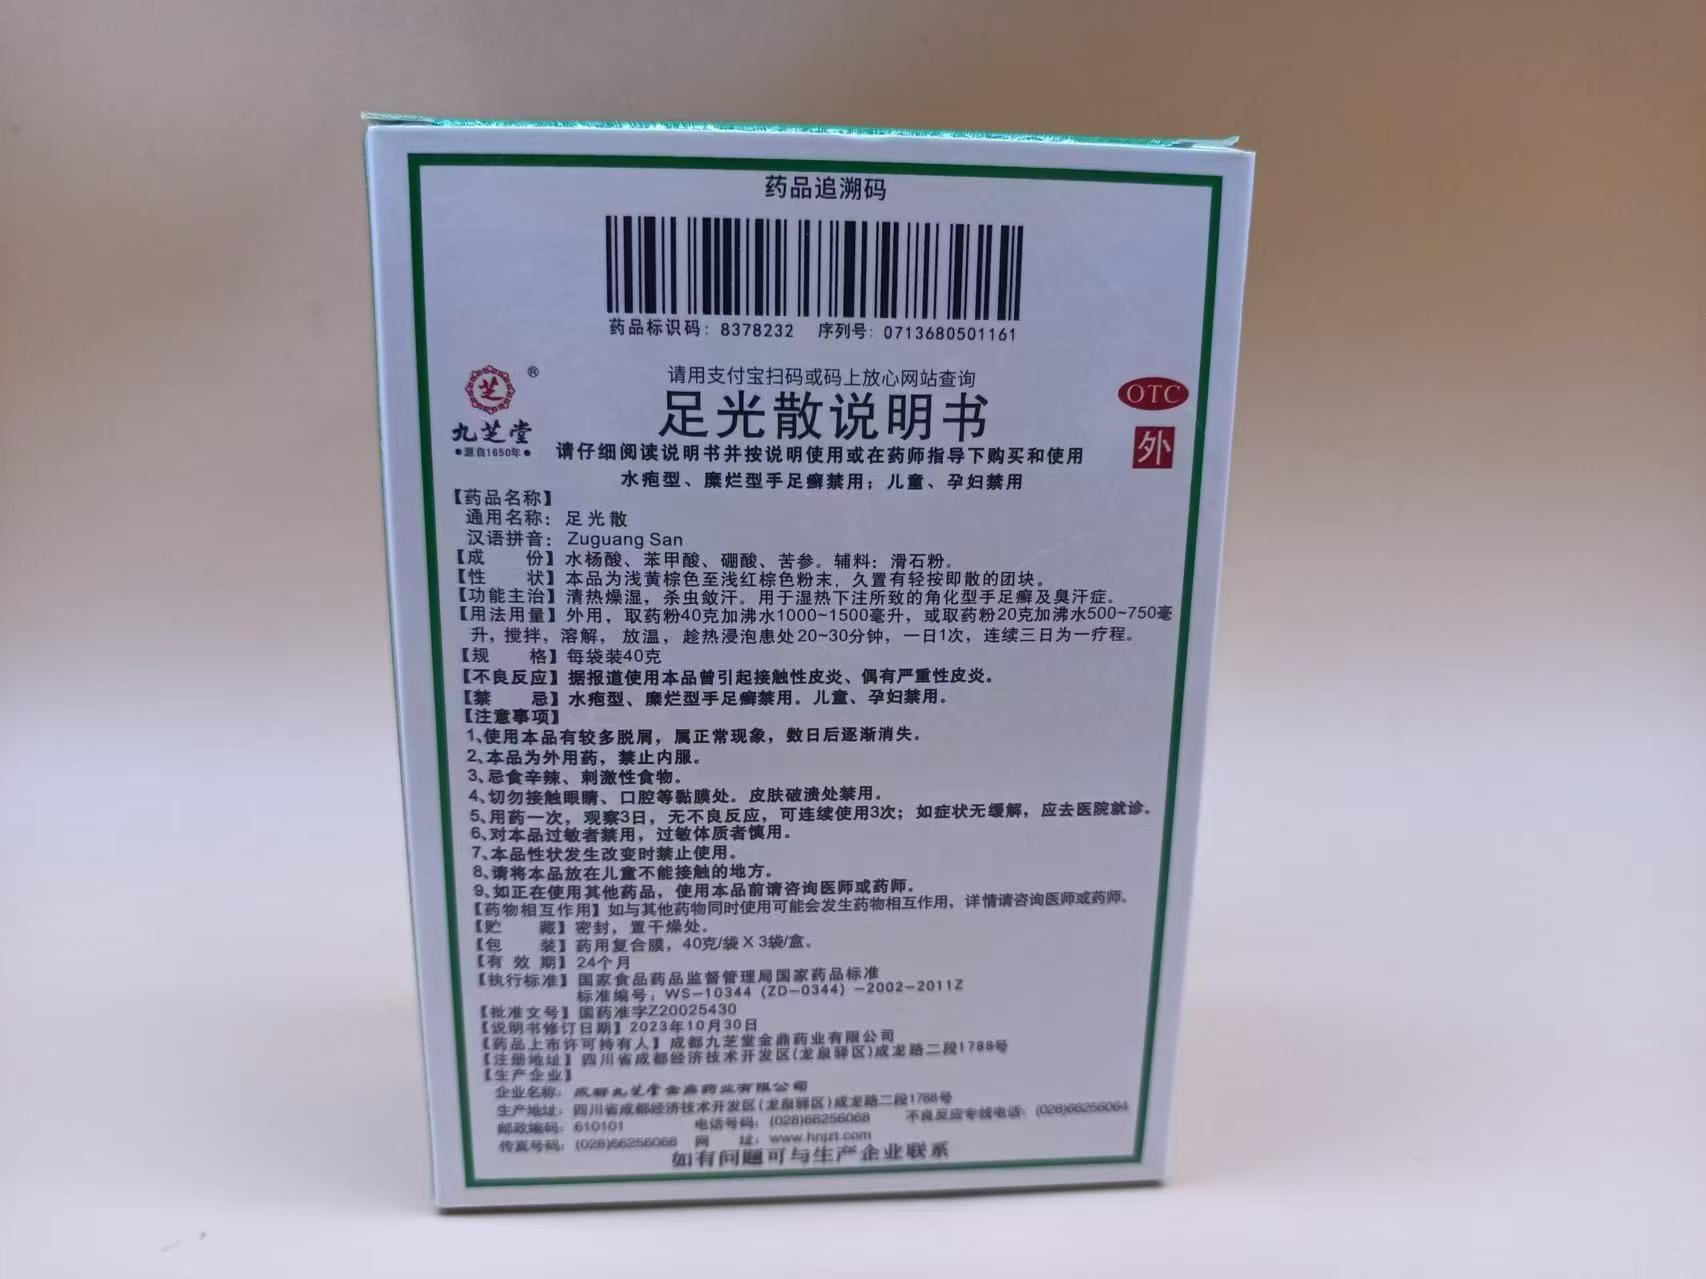 药品追溯码
药品标识码：8378232 序列号：0713680501161
请用支付宝扫码或码上放心网站查询
芝
®
九芝堂
●源自1650年●
OTC
外
足光散说明书
请仔细阅读说明书并按说明使用或在药师指导下购买和使用
水疱型、糜烂型手足癣禁用；儿童、孕妇禁用
【药品名称】
通用名称：足光散
汉语拼音：Zuguang San
【成 份】水杨酸、苯甲酸、硼酸、苦参。辅料：滑石粉。
【性 状】本品为浅黄棕色至浅红棕色粉末，久置有轻按即散的团块。
【功能主治】清热燥湿，杀虫敛汗。用于湿热下注所致的角化型手足癣及臭汗症。
【用法用量】外用，取药粉40克加沸水1000~1500毫升，或取药粉20克加沸水500~750毫
升，搅拌，溶解，放温，趁热浸泡患处20~30分钟，一日1次，连续三日为一疗程。
【规 格】每袋装40克
【不良反应】据报道使用本品曾引起接触性皮炎、偶有严重性皮炎。
【禁 忌】水疱型、糜烂型手足癣禁用。儿童、孕妇禁用。
【注意事项】
1、使用本品有较多脱屑，属正常现象，数日后逐渐消失。
2、本品为外用药，禁止内服。
3、忌食辛辣、刺激性食物。
4、切勿接触眼睛、口腔等黏膜处。皮肤破溃处禁用。
5、用药一次，观察3日，无不良反应，可连续使用3次；如症状无缓解，应去医院就诊。
6、对本品过敏者禁用，过敏体质者慎用。
7、本品性状发生改变时禁止使用。
8、请将本品放在儿童不能接触的地方。
9、如正在使用其他药品，使用本品前请咨询医师或药师。
【药物相互作用】如与其他药物同时使用可能会发生药物相互作用，详情请咨询医师或药师。
【贮 藏】密封，置干燥处。
【包 装】药用复合膜，40克/袋 X 3袋/盒。
【有 效 期】24个月
【执行标准】国家食品药品监督管理局国家药品标准
标准编号：WS-10344（ZD-0344）-2002-2011Z
【批准文号】国药准字Z20025430
【说明书修订日期】2023年10月30日
【药品上市许可持有人】成都九芝堂金鼎药业有限公司
【注册地址】四川省成都经济技术开发区(龙泉驿区)成龙路二段1788号
【生产企业】
企业名称：成都九芝堂金鼎药业有限公司
生产地址：四川省成都经济技术开发区(龙泉驿区)成龙路二段1788号
邮政编码：610101 电话号码：(028)66256068 不良反应专线电话：(028)66256064
传真号码：(028)66256068 网 址：www.hnjzt.com
如有问题可与生产企业联系